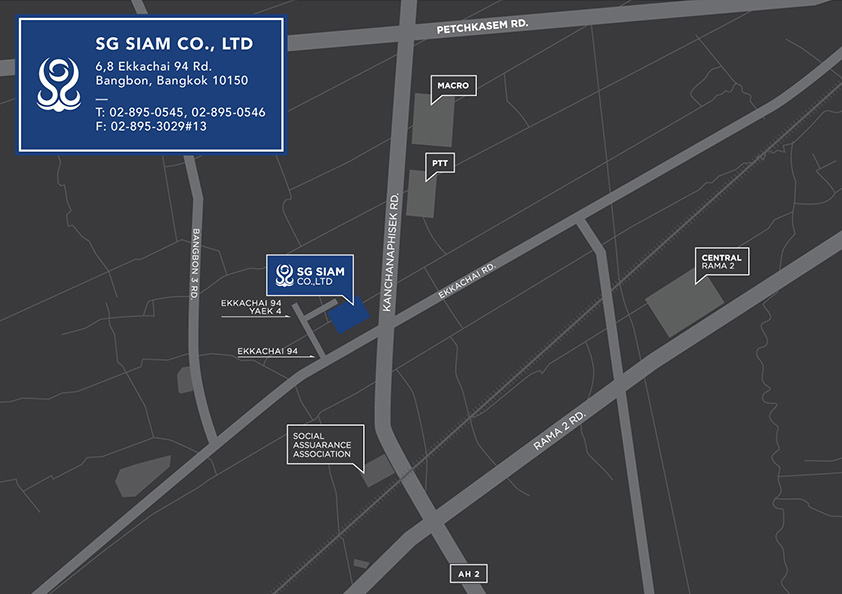 SG SIAM CO., LTD
6,8 Ekkachai 94 Rd.
Bangbon, Bangkok 10150
T: 02-895-0545, 02-895-0546
F: 02-895-3029#13
PETCHKASEM RD.
MACRO
PTT
KANCHANAPHISEK RD.
BANGBON 3 RD.
SG SIAM
CO.,LTD
EKKACHAI RD.
CENTRAL
RAMA 2
EKKACHAI 94
YAEK 4
EKKACHAI 94
RAMA 2 RD.
SOCIAL
ASSUARANCE
ASSOCIATION
AH 2